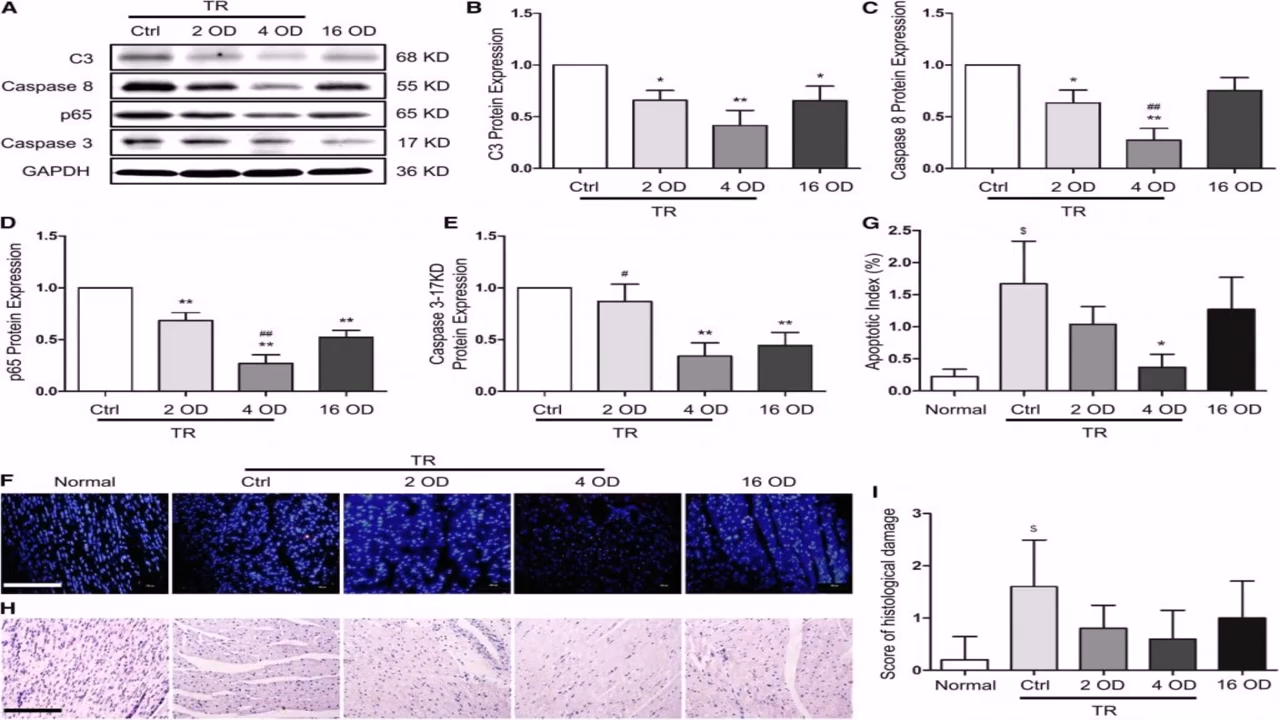 A
TR
Ctrl 2 OD 4 OD 16 OD
C3 68 KD
Caspase 8 55 KD
p65 65 KD
Caspase 3 17 KD
GAPDH 36 KD
B
C3 Protein Expression
1.5
1.0
0.5
0.0
* ** *
Ctrl 2 OD 4 OD 16 OD
TR
C
Caspase 8 Protein Expression
1.5
1.0
0.5
0.0
*
##
**
Ctrl 2 OD 4 OD 16 OD
TR
D
p65 Protein Expression
1.5
1.0
0.5
0.0
**
##
**
**
Ctrl 2 OD 4 OD 16 OD
TR
E
Caspase 3-17KD
Protein Expression
1.5
1.0
0.5
0.0
#
**
**
Ctrl 2 OD 4 OD 16 OD
TR
G
Apoptotic Index (%)
2.5
2.0
1.5
1.0
0.5
0.0
$
*
Normal Ctrl 2 OD 4 OD 16 OD
TR
F
TR
Normal Ctrl 2 OD 4 OD 16 OD
H
I
Score of histological damage
3
2
1
0
$
Normal Ctrl 2 OD 4 OD 16 OD
TR